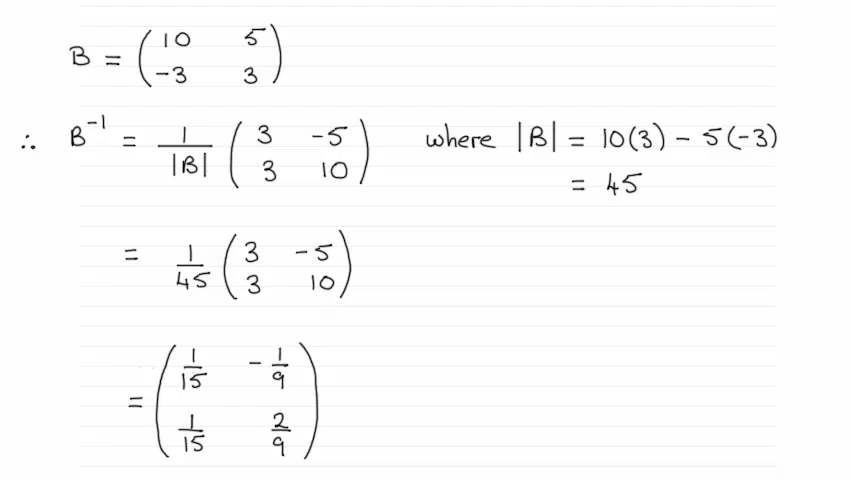 B = ( 10 5
-3 3 )
∴ B⁻¹ = 1/|B| ( 3 -5
3 10 ) where |B| = 10(3) - 5(-3)
= 45
= 1/45 ( 3 -5
3 10 )
= ( 1/15 -1/9
1/15 2/9 )